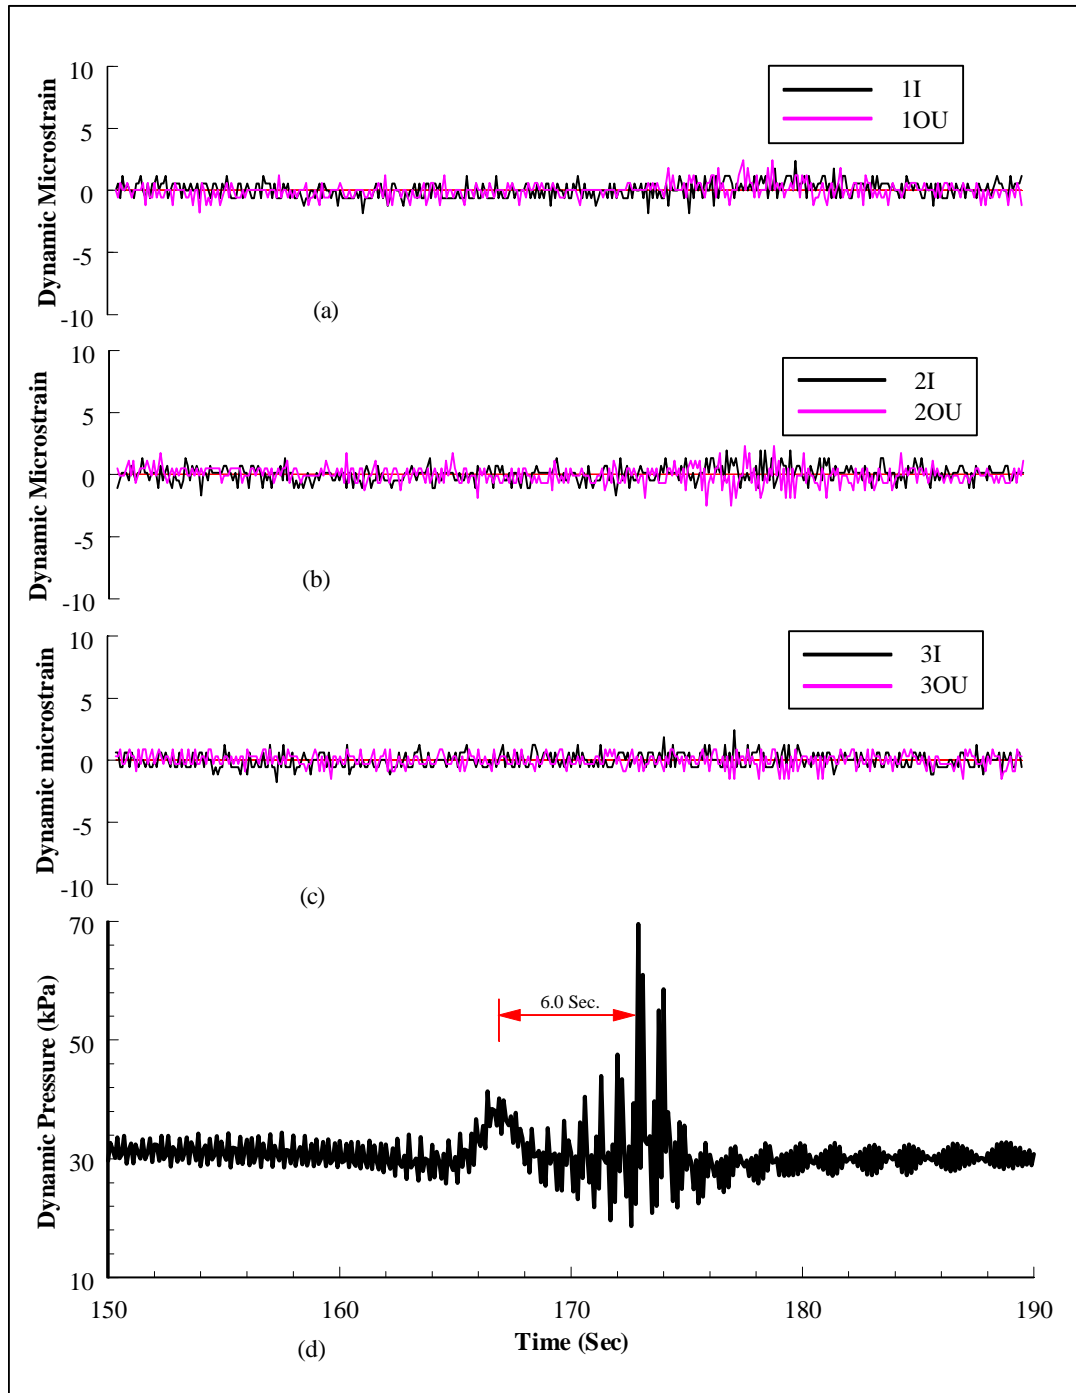 10
5
0
-5
-10
Dynamic Microstrain
1I
1OU
(a)
10
5
0
-5
-10
Dynamic Microstrain
2I
2OU
(b)
10
5
0
-5
-10
Dynamic microstrain
3I
3OU
(c)
70
50
30
10
Dynamic Pressure (kPa)
6.0 Sec.
150 160 170 180 190
Time (Sec)
(d)